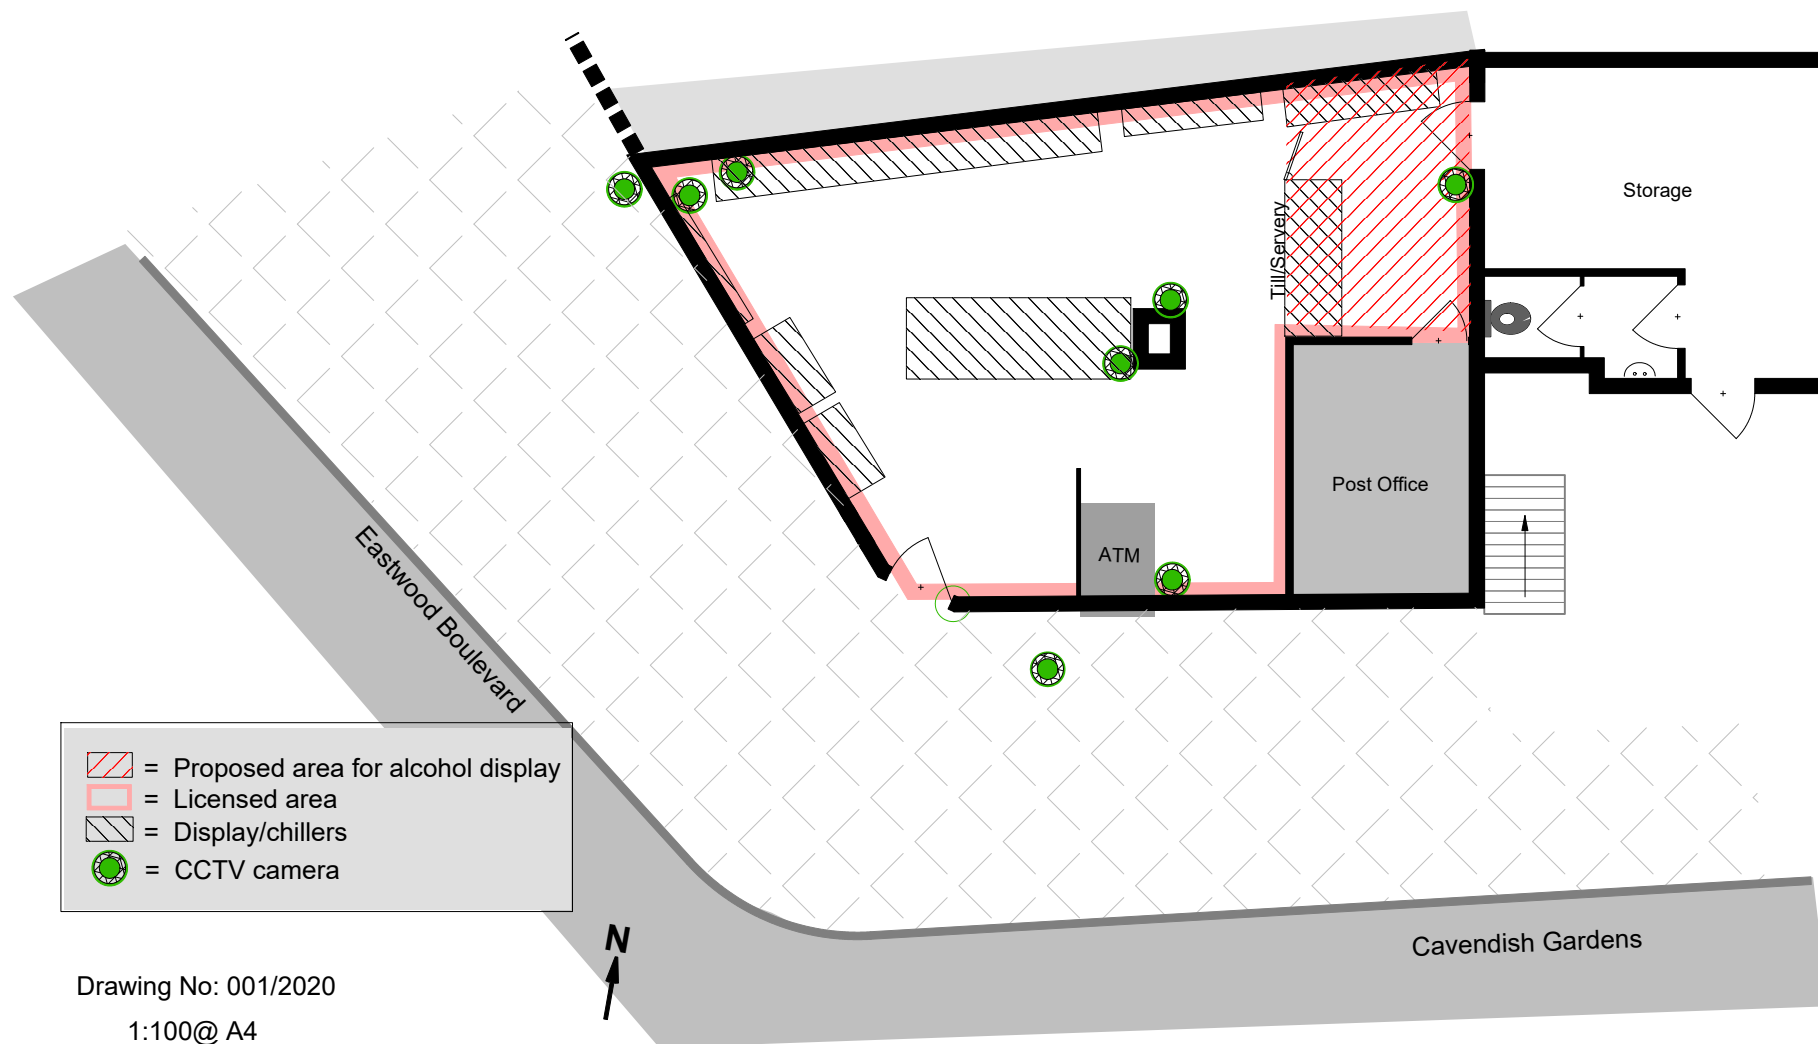 Storage
Till/Servery
Post Office
ATM
Eastwood Boulevard
= Proposed area for alcohol display
= Licensed area
= Display/chillers
= CCTV camera
N
Cavendish Gardens
Drawing No: 001/2020
1:100@ A4